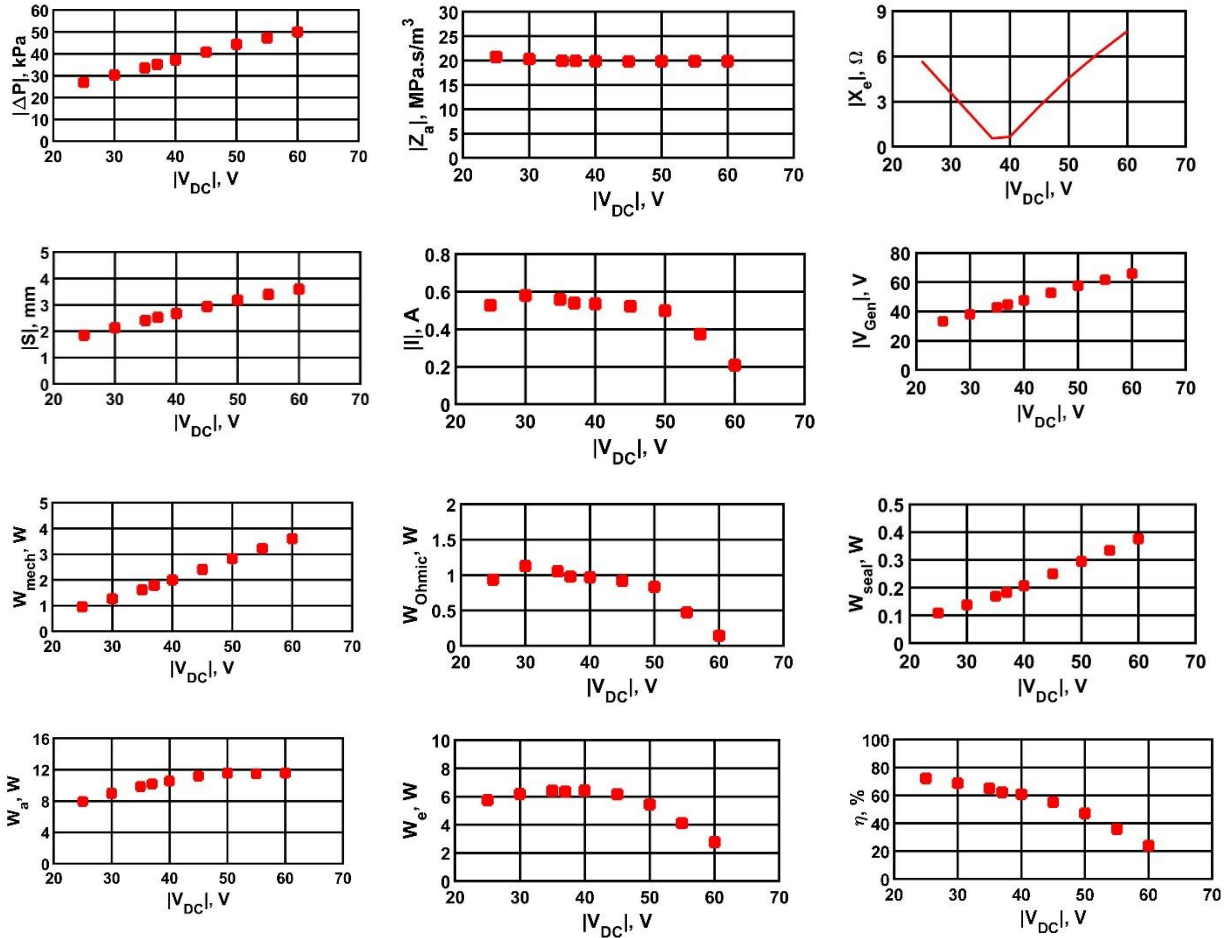 |ΔP|, kPa
60
50
40
30
20
10
0
20 30 40 50 60 70
|V_DC|, V
|Z_a|, MPa.s/m³
30
25
20
15
10
5
0
20 30 40 50 60 70
|V_DC|, V
|X_e|, Ω
9
6
3
0
20 30 40 50 60 70
|V_DC|, V
|S|, mm
5
4
3
2
1
0
20 30 40 50 60 70
|V_DC|, V
|I|, A
0.8
0.6
0.4
0.2
0
20 30 40 50 60 70
|V_DC|, V
|V_Gen|, V
80
60
40
20
0
20 30 40 50 60 70
|V_DC|, V
W_mech, W
5
4
3
2
1
0
20 30 40 50 60 70
|V_DC|, V
W_Ohmic, W
2
1.5
1
0.5
0
20 30 40 50 60 70
|V_DC|, V
W_seal, W
0.5
0.4
0.3
0.2
0.1
0
20 30 40 50 60 70
|V_DC|, V
W_a, W
16
12
8
4
0
20 30 40 50 60 70
|V_DC|, V
W_e, W
10
8
6
4
2
0
20 30 40 50 60 70
|V_DC|, V
η, %
100
80
60
40
20
0
20 30 40 50 60 70
|V_DC|, V